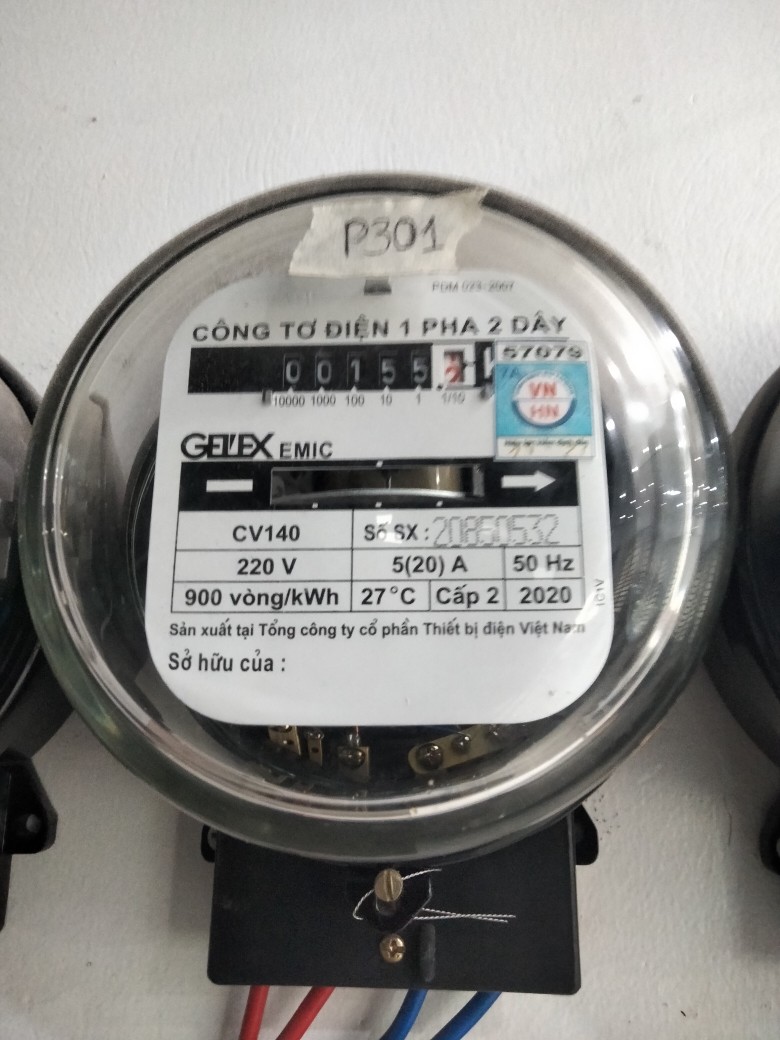 P301
PDM 023-2007
CÔNG TƠ ĐIỆN 1 PHA 2 DÂY
57079
0 0 1 5 5 2
10000 1000 100 10 1 1/10
VN
HN
GELEX EMIC
CV140 Số SX : 20850532
220 V 5(20) A 50 Hz
900 vòng/kWh 27°C Cấp 2 2020
Sản xuất tại Tổng công ty cổ phần Thiết bị điện Việt Nam
Sở hữu của :